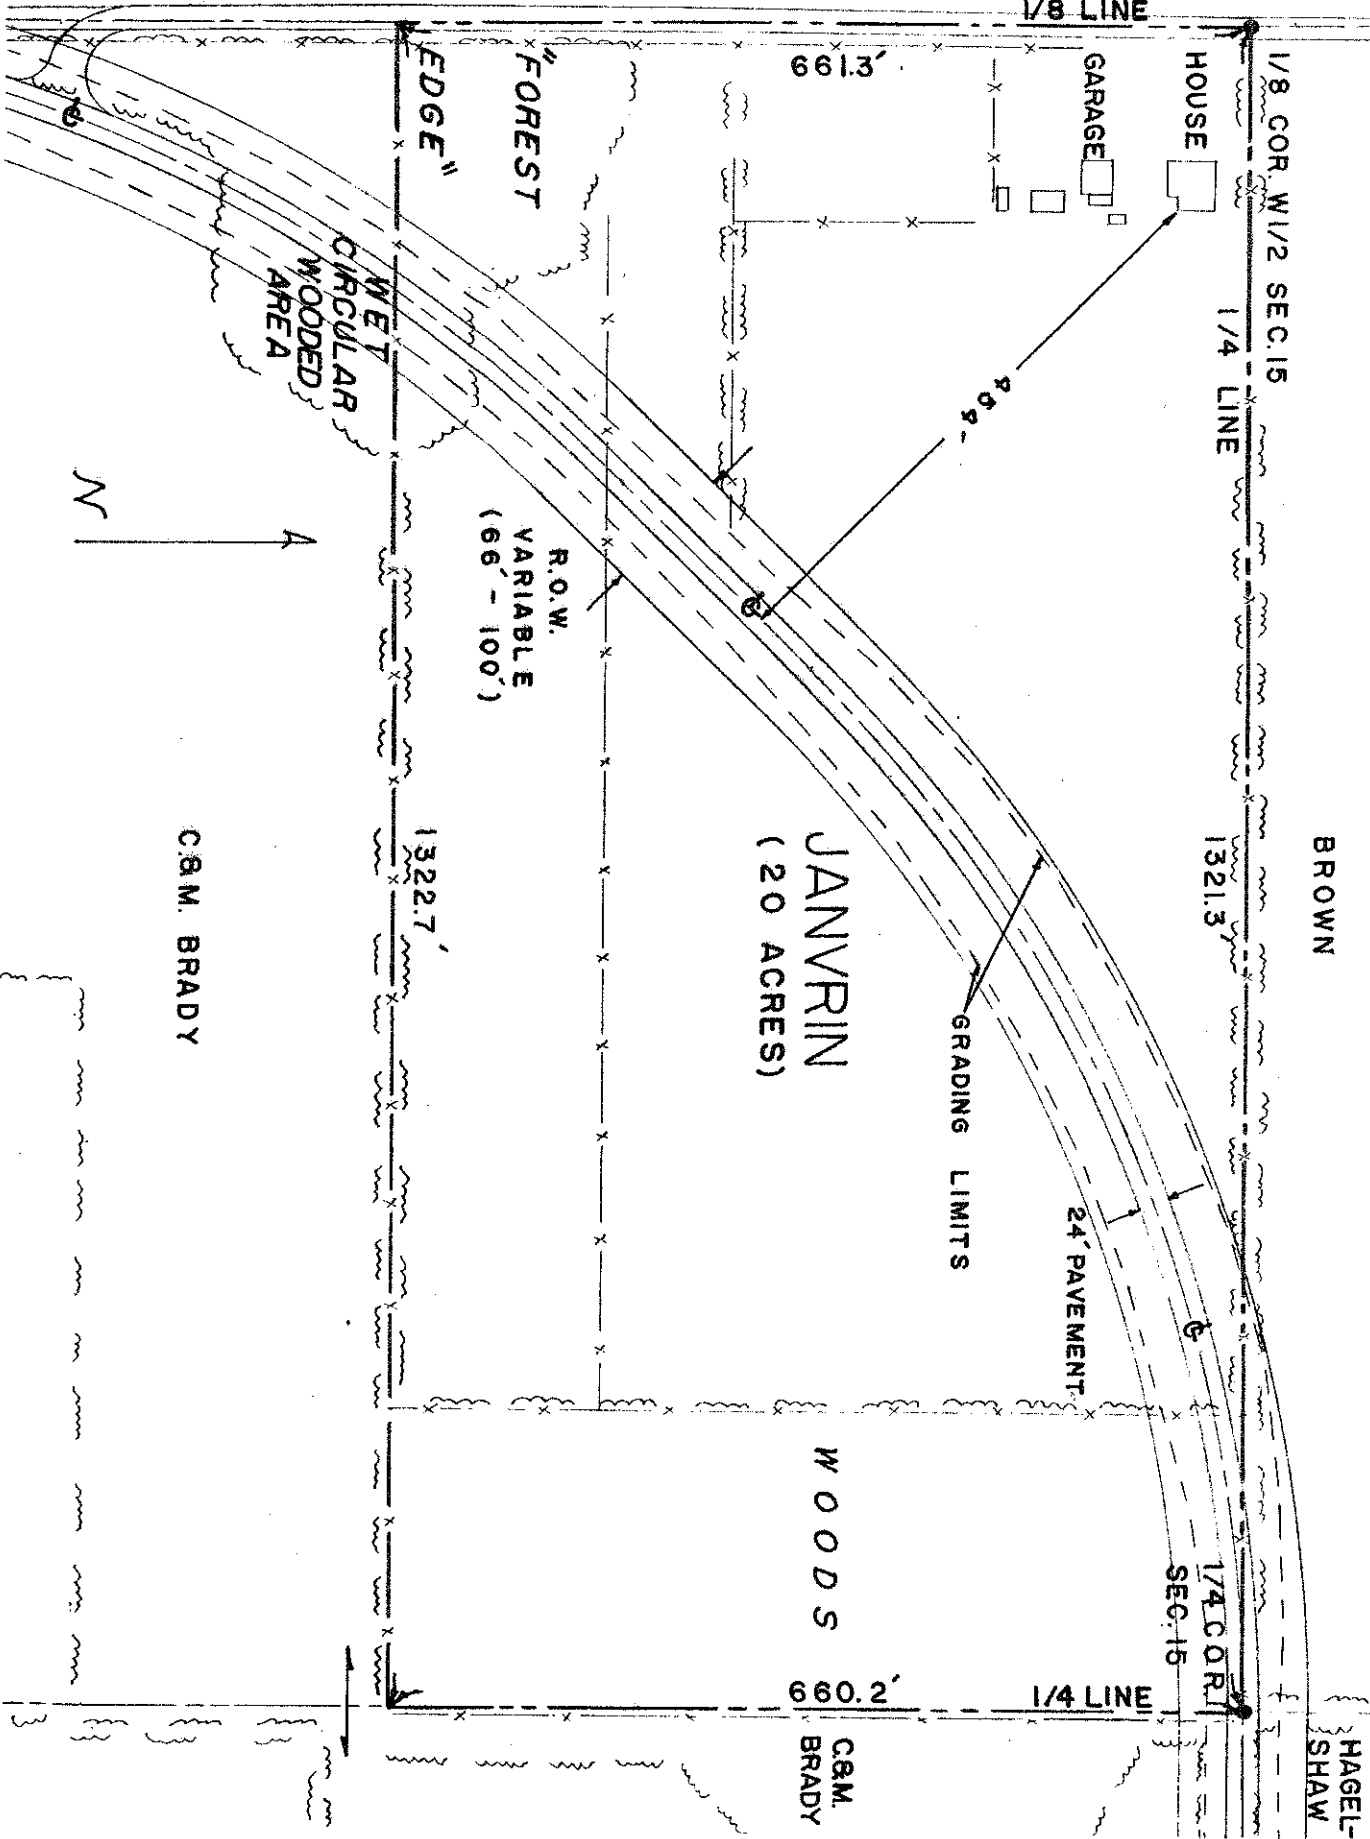 1/8 LINE
661.3'
1/8 COR. W1/2 SEC. 15
1/4 LINE
HOUSE
GARAGE
"FOREST
EDGE"
WET
CIRCULAR
WOODED
AREA
N
404'
R.O.W.
VARIABLE
(66' - 100')
BROWN
1321.3'
JANVRIN
(20 ACRES)
GRADING LIMITS
24' PAVEMENT
1322.7'
C.&M. BRADY
WOODS
1/4 COR.
SEC. 15
660.2'
1/4 LINE
C.&M.
BRADY
HAGEL-
SHAW